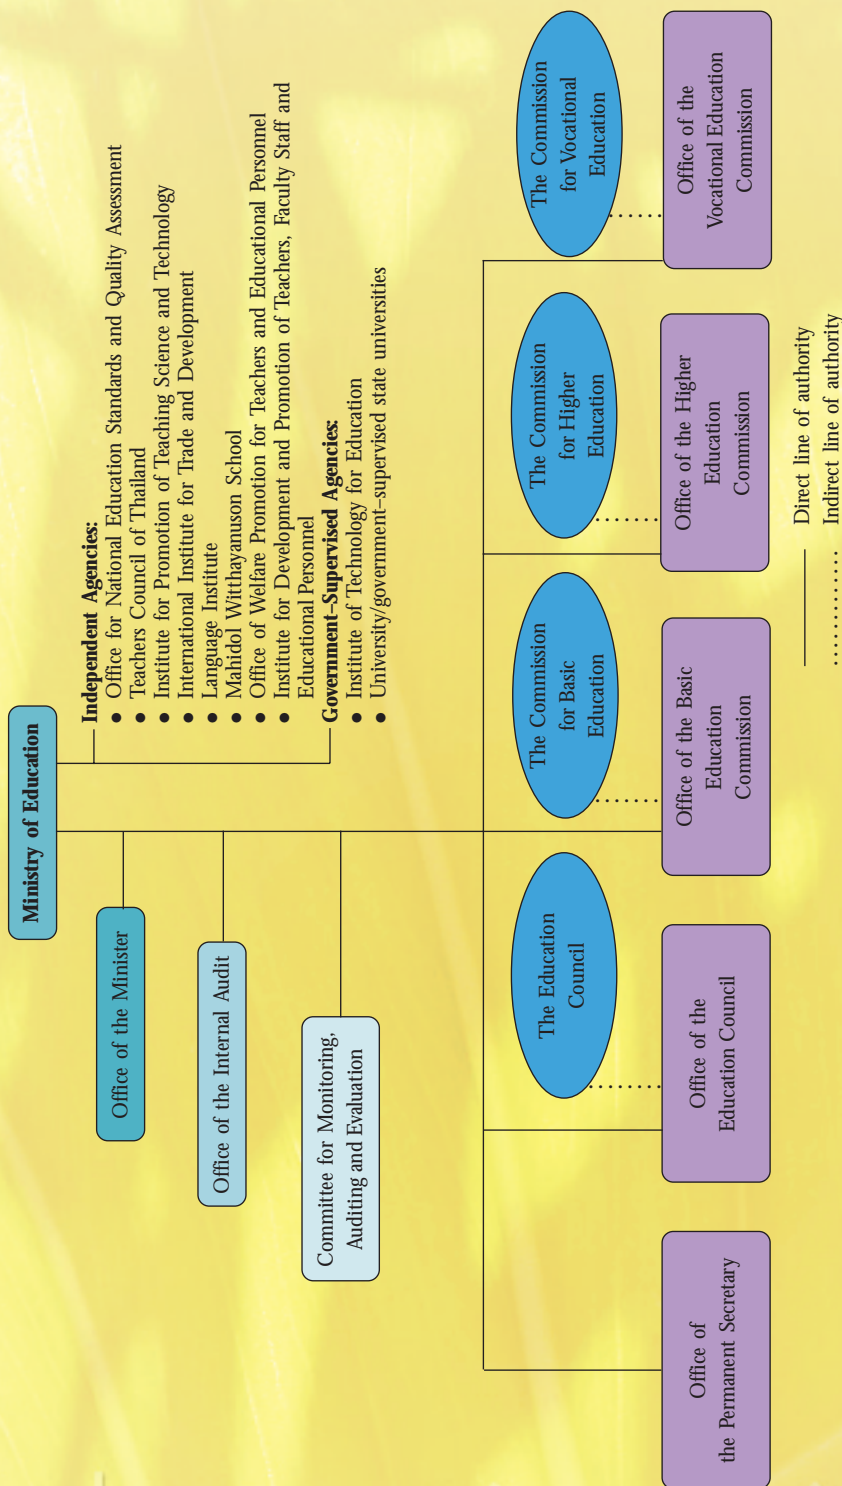 Ministry of Education
Office of the Minister
Office of the Internal Audit
Committee for Monitoring,
Auditing and Evaluation
Independent Agencies:
● Office for National Education Standards and Quality Assessment
● Teachers Council of Thailand
● Institute for Promotion of Teaching Science and Technology
● International Institute for Trade and Development
● Language Institute
● Mahidol Witthayanuson School
● Office of Welfare Promotion for Teachers and Educational Personnel
● Institute for Development and Promotion of Teachers, Faculty Staff and
Educational Personnel
Government–Supervised Agencies:
● Institute of Technology for Education
● University/government–supervised state universities
The Education
Council
The Commission
for Basic
Education
The Commission
for Higher
Education
The Commission
for Vocational
Education
Office of
the Permanent Secretary
Office of the
Education Council
Office of the Basic
Education
Commission
Office of the Higher
Education
Commission
Office of the
Vocational Education
Commission
Direct line of authority
Indirect line of authority